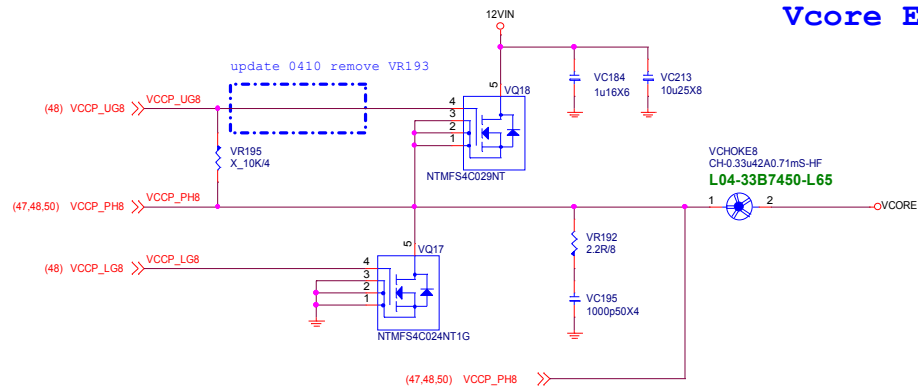 Vcore E
12VIN
update 0410 remove VR193
(48) VCCP_UG8 VCCP_UG8
5 VQ18
4
3
2
1
NTMFS4C029NT
VC184
1u16X6
VC213
10u25X8
VR195
X_10K/4
VCHOKE8
CH-0.33u42A0.71mS-HF
L04-33B7450-L65
(47,48,50) VCCP_PH8 VCCP_PH8
1 2
VCORE
5 VQ17
(48) VCCP_LG8 VCCP_LG8
4
3
2
1
NTMFS4C024NT1G
VR192
2.2R/8
VC195
1000p50X4
(47,48,50) VCCP_PH8